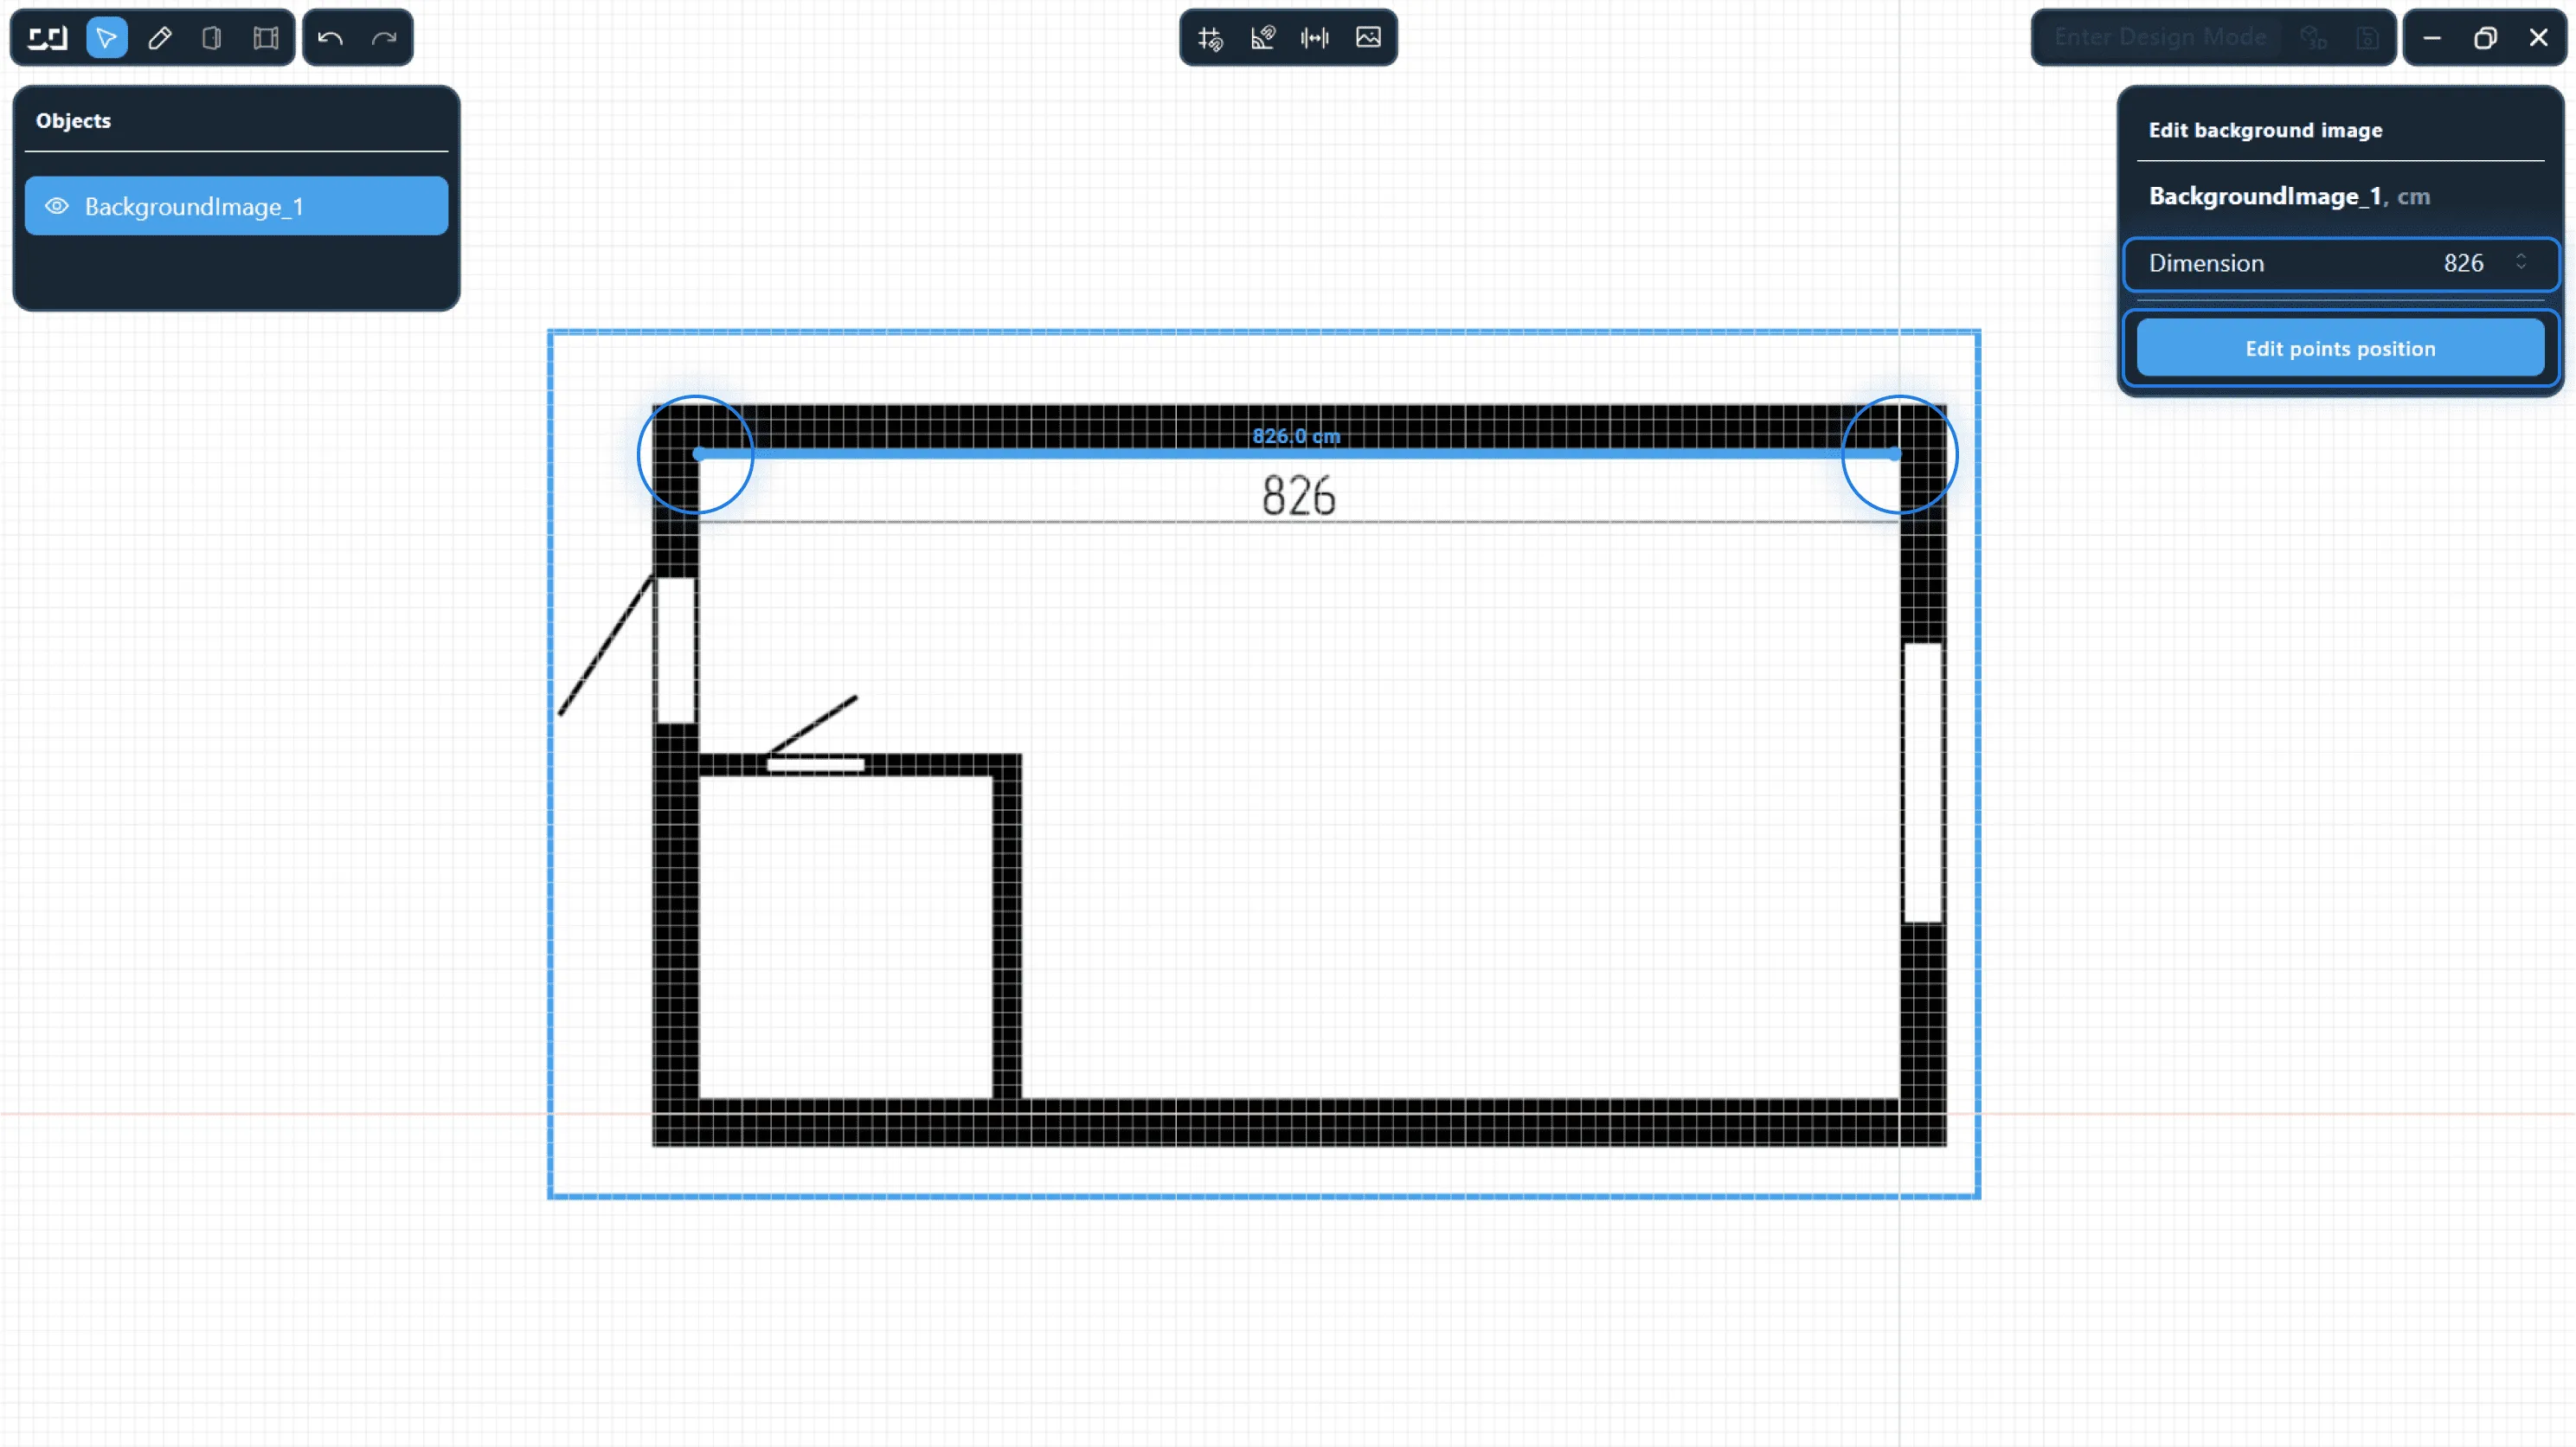 Enter Design Mode
3D
Objects
BackgroundImage_1
Edit background image
BackgroundImage_1, cm
Dimension 826
Edit points position
826.0 cm
826